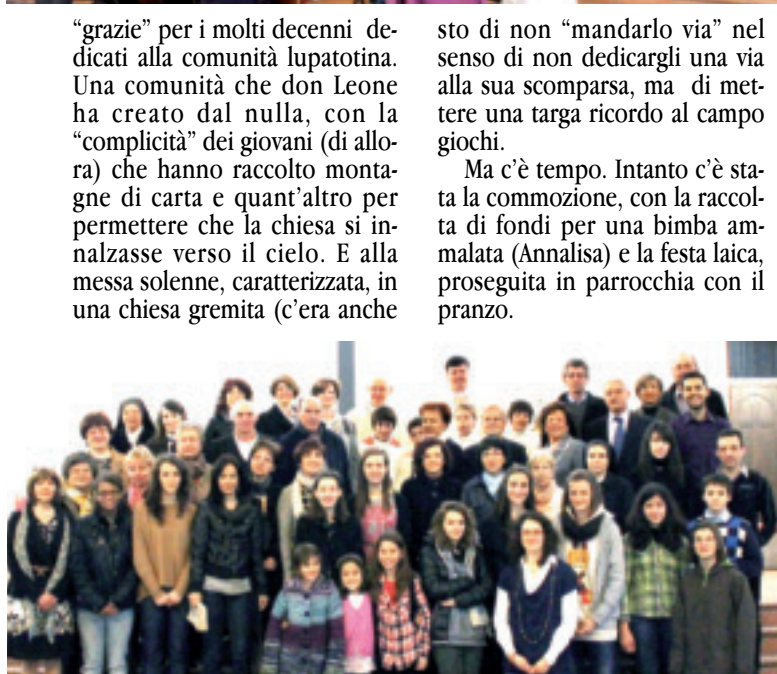 “grazie” per i molti decenni de-
dicati alla comunità lupatotina.
Una comunità che don Leone
ha creato dal nulla, con la
“complicità” dei giovani (di allo-
ra) che hanno raccolto monta-
gne di carta e quant’altro per
permettere che la chiesa si in-
nalzasse verso il cielo. E alla
messa solenne, caratterizzata, in
una chiesa gremita (c’era anche
sto di non “mandarlo via” nel
senso di non dedicargli una via
alla sua scomparsa, ma di met-
tere una targa ricordo al campo
giochi.
Ma c’è tempo. Intanto c’è sta-
ta la commozione, con la raccol-
ta di fondi per una bimba am-
malata (Annalisa) e la festa laica,
proseguita in parrocchia con il
pranzo.